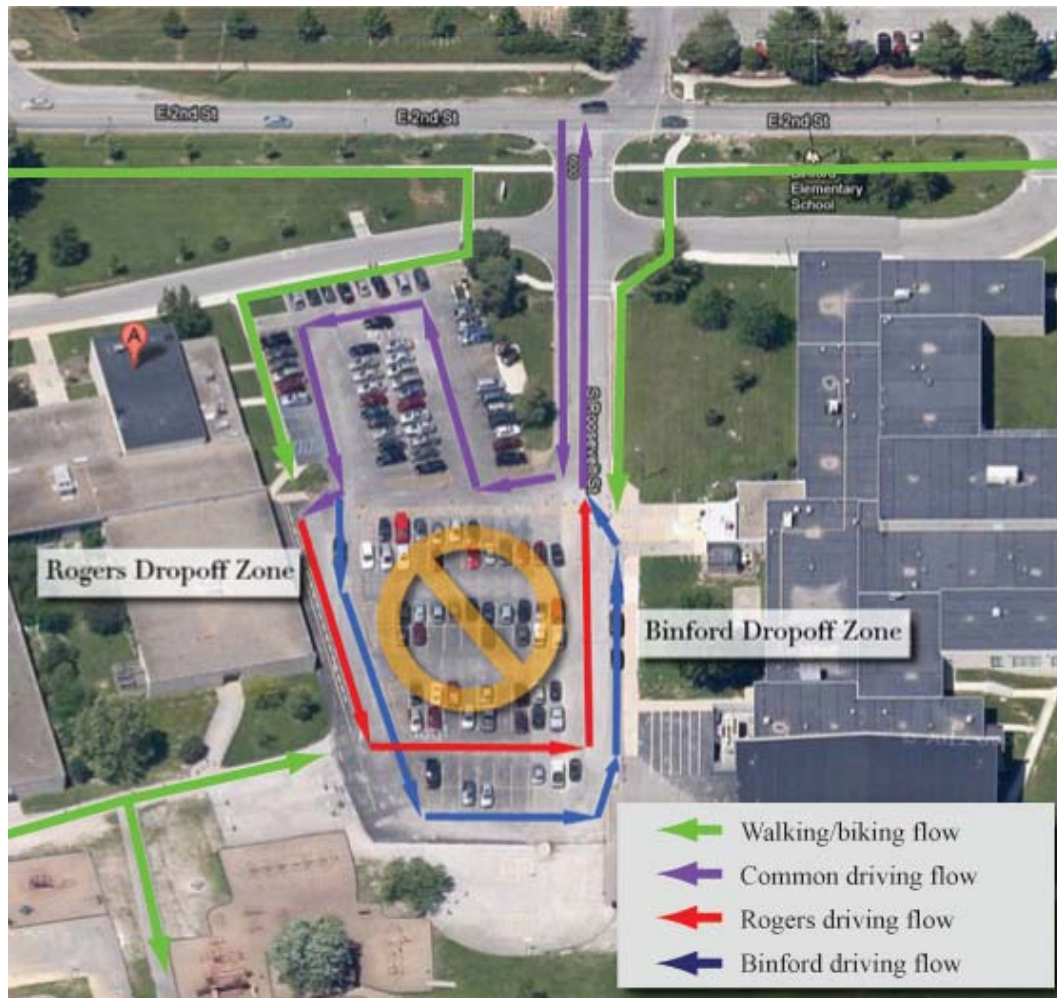 E 2nd St
E 2nd St
E 2nd St
Elementary
School
A
S Roosevelt St
Rogers Dropoff Zone
Binford Dropoff Zone
Walking/biking flow
Common driving flow
Rogers driving flow
Binford driving flow